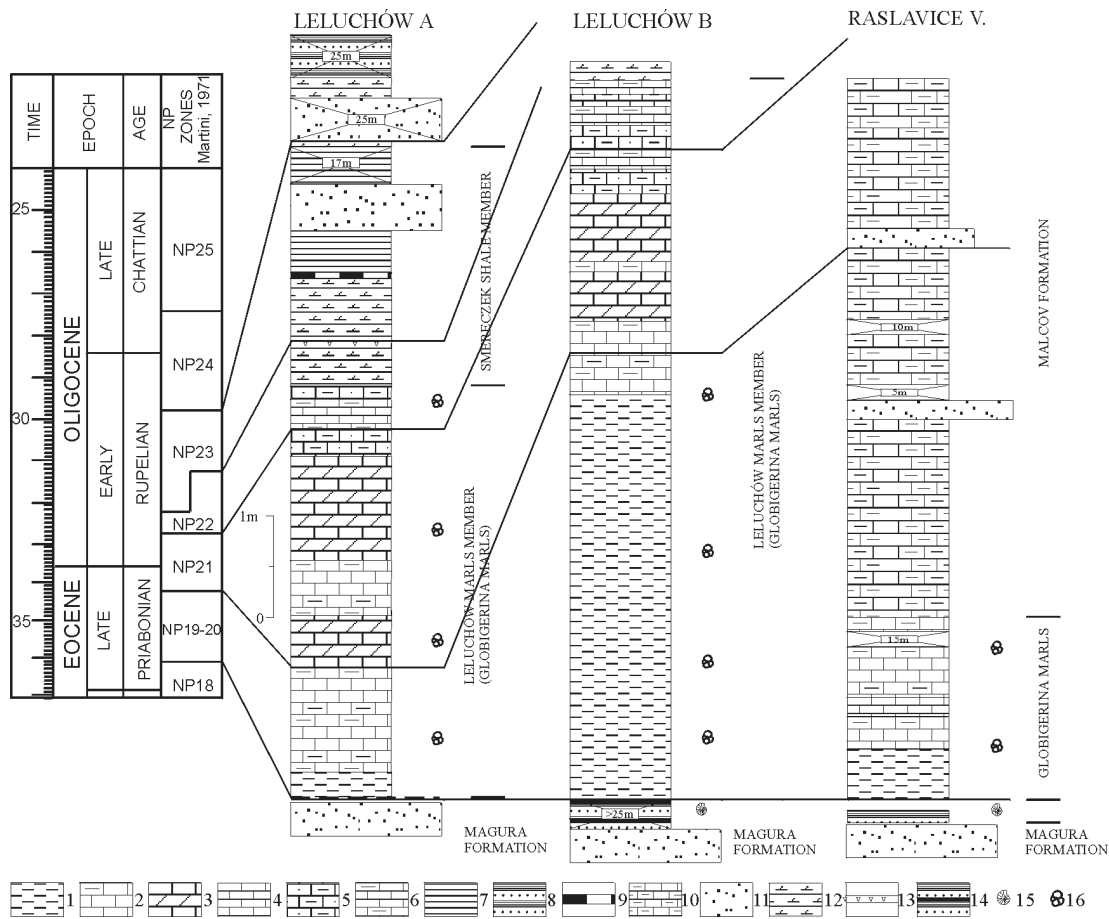 LELUCHÓW A
LELUCHÓW B
RASLAVICE V.
TIME
EPOCH
AGE
NP
ZONES
Martini, 1971
25
30
35
OLIGOCENE
EOCENE
LATE
EARLY
LATE
CHATTIAN
RUPELIAN
PRIABONIAN
NP25
NP24
NP23
NP22
NP21
NP19-20
NP18
1m
0
25m
25m
17m
SMERECZEK SHALE MEMBER
LELUCHÓW MARLS MEMBER
(GLOBIGERINA MARLS)
MAGURA
FORMATION
>25m
LELUCHÓW MARLS MEMBER
(GLOBIGERINA MARLS)
MAGURA
FORMATION
10m
5m
15m
MALCOV FORMATION
GLOBIGERINA MARLS
MAGURA
FORMATION
1 2 3 4 5 6 7 8 9 10 11 12 13 14 15 16